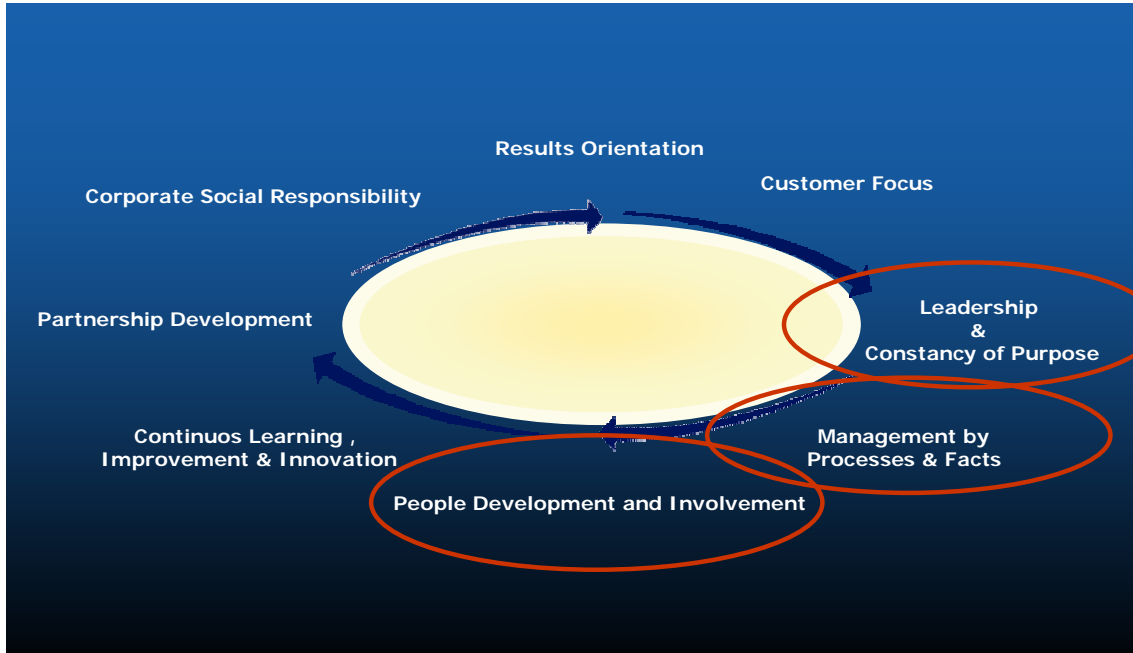 Results Orientation
Customer Focus
Corporate Social Responsibility
Leadership
&
Constancy of Purpose
Partnership Development
Management by
Processes & Facts
Continuos Learning ,
Improvement & Innovation
People Development and Involvement